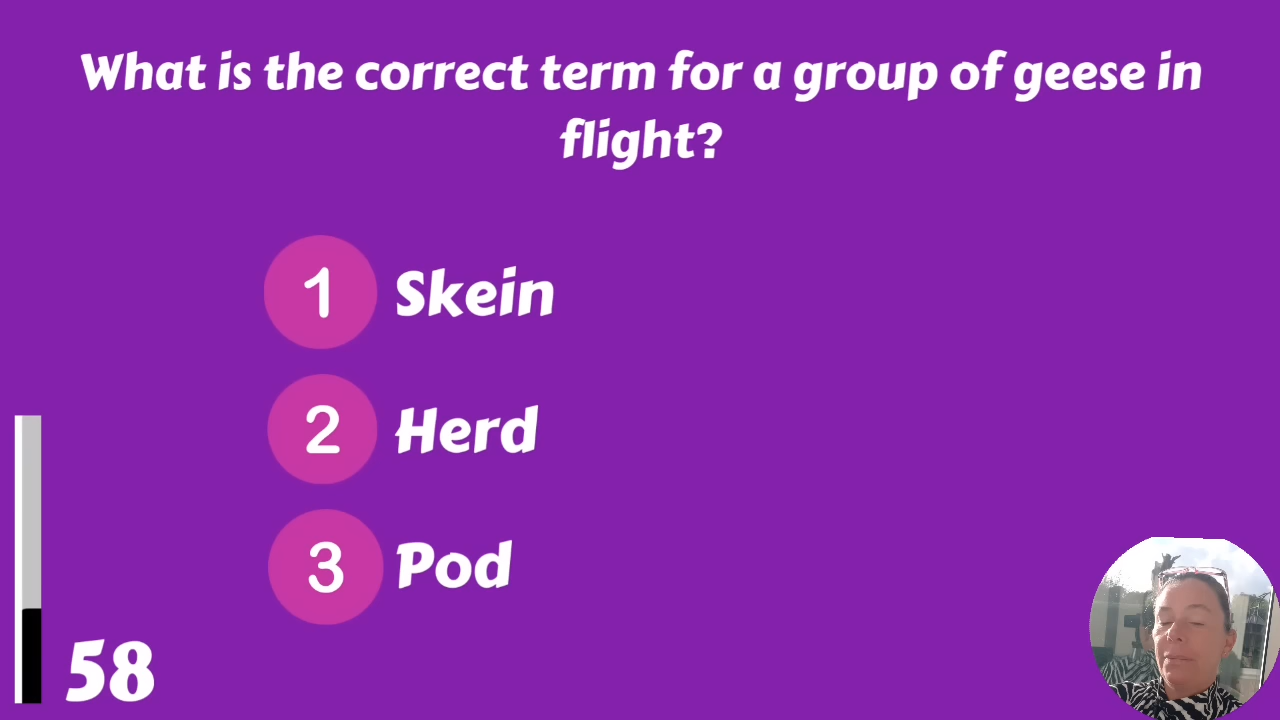 What is the correct term for a group of geese in
flight?
1 Skein
2 Herd
3 Pod
58